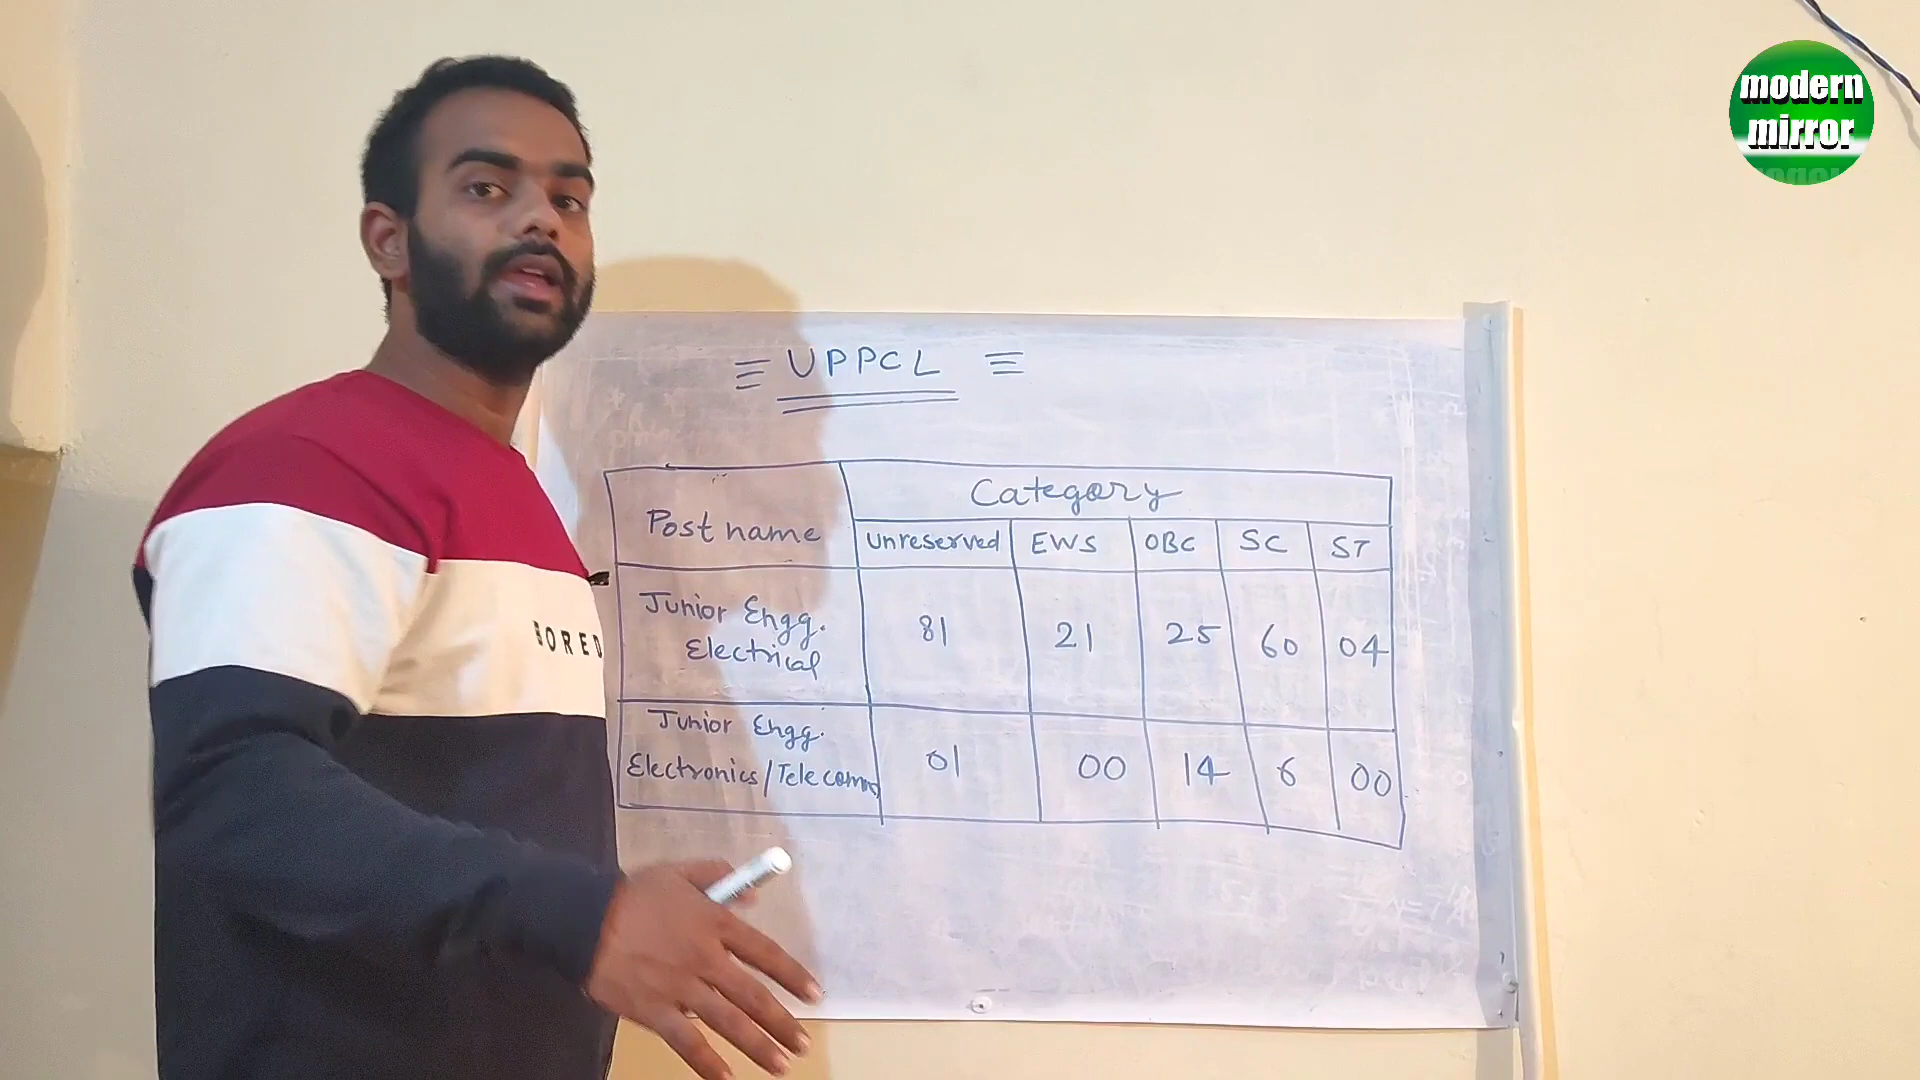 modern
mirror
UPPCL
Post name
Category
unreserved EWS OBC SC ST
Junior Engg.
Electrical
81 21 25 60 04
Junior Engg.
Electronics/Telecomm
01 00 14 6 00
BORED